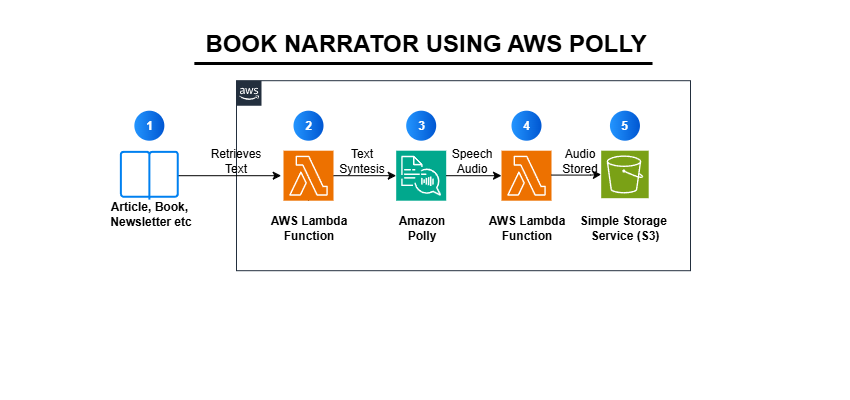 BOOK NARRATOR USING AWS POLLY
aws
1
2
3
4
5
Retrieves
Text
Text
Syntesis
Speech
Audio
Audio
Stored
Article, Book,
Newsletter etc
AWS Lambda
Function
Amazon
Polly
AWS Lambda
Function
Simple Storage
Service (S3)